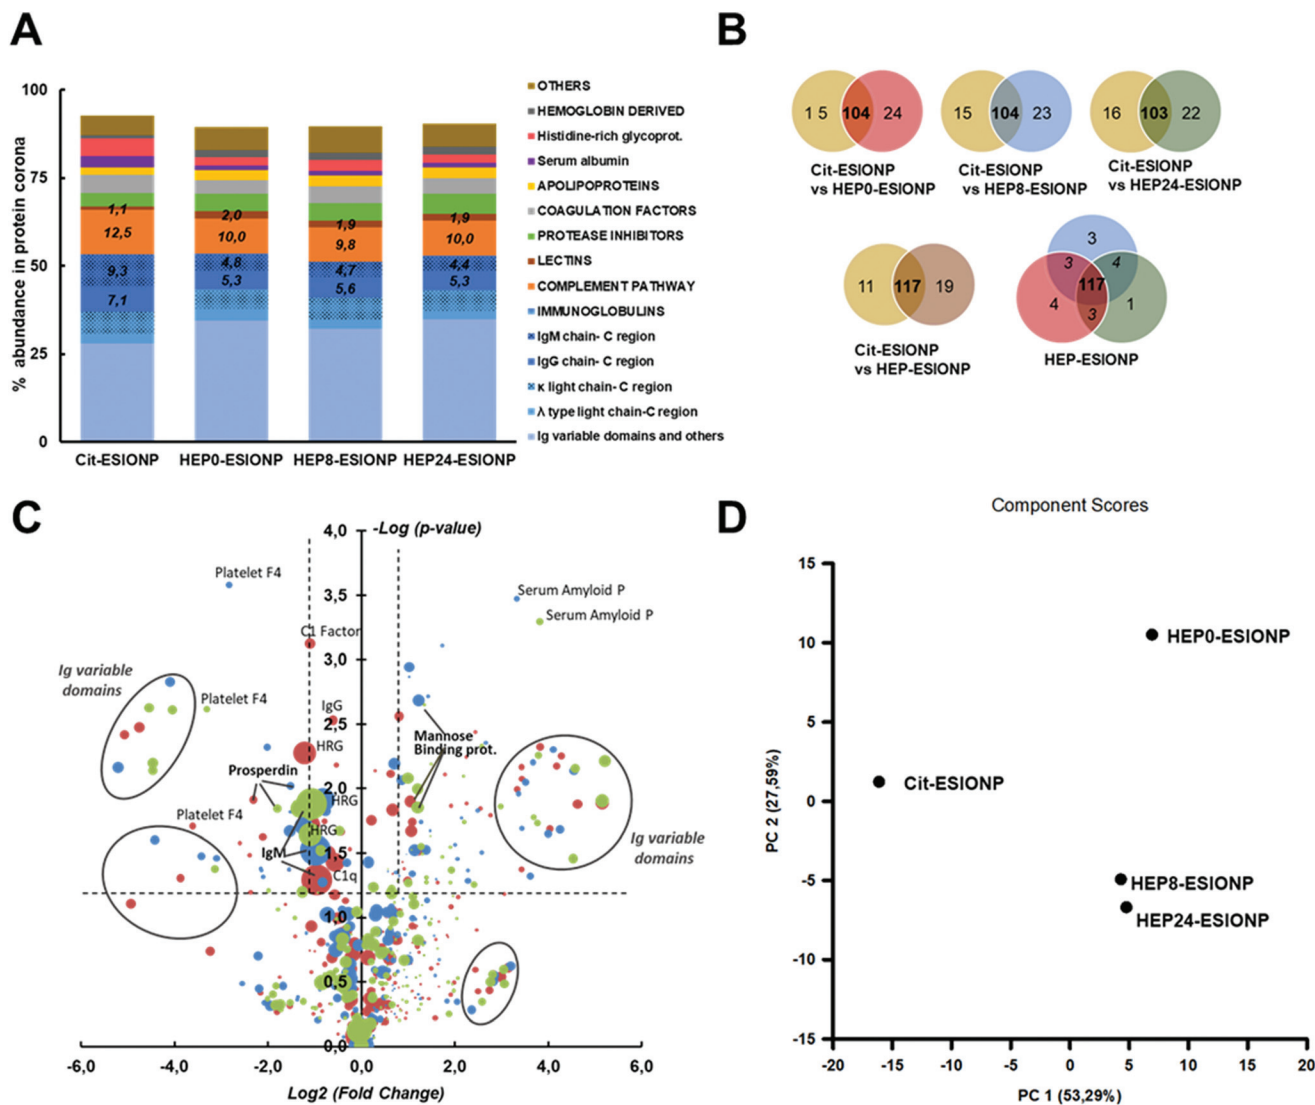 A
% abundance in protein corona
100
75
50
25
0
1,1
12,5
9,3
7,1
2,0
10,0
4,8
5,3
1,9
9,8
4,7
5,6
1,9
10,0
4,4
5,3
Cit-ESIONP
HEP0-ESIONP
HEP8-ESIONP
HEP24-ESIONP
OTHERS
HEMOGLOBIN DERIVED
Histidine-rich glycoprot.
Serum albumin
APOLIPOPROTEINS
COAGULATION FACTORS
PROTEASE INHIBITORS
LECTINS
COMPLEMENT PATHWAY
IMMUNOGLOBULINS
IgM chain- C region
IgG chain- C region
κ light chain- C region
λ type light chain-C region
Ig variable domains and others
B
1 5 104 24
Cit-ESIONP
vs HEP0-ESIONP
15 104 23
Cit-ESIONP
vs HEP8-ESIONP
16 103 22
Cit-ESIONP
vs HEP24-ESIONP
11 117 19
Cit-ESIONP
vs HEP-ESIONP
3
3 4
117
4 3 1
HEP-ESIONP
C
-Log (p-value)
4,0
3,5
3,0
2,5
2,0
1,5
1,0
0,5
0,0
Platelet F4
Serum Amyloid P
Serum Amyloid P
C1 Factor
Ig variable
domains
Platelet F4
IgG
HRG
Mannose
Binding prot.
Prosperdin
HRG
Platelet F4
HRG
IgM
C1q
Ig variable
domains
-6,0
-4,0
-2,0
0,0
2,0
4,0
6,0
Log2 (Fold Change)
D
Component Scores
PC 2 (27,59%)
15
10
5
0
-5
-10
-15
HEP0-ESIONP
Cit-ESIONP
HEP8-ESIONP
HEP24-ESIONP
-20
-15
-10
-5
0
5
10
15
20
PC 1 (53,29%)